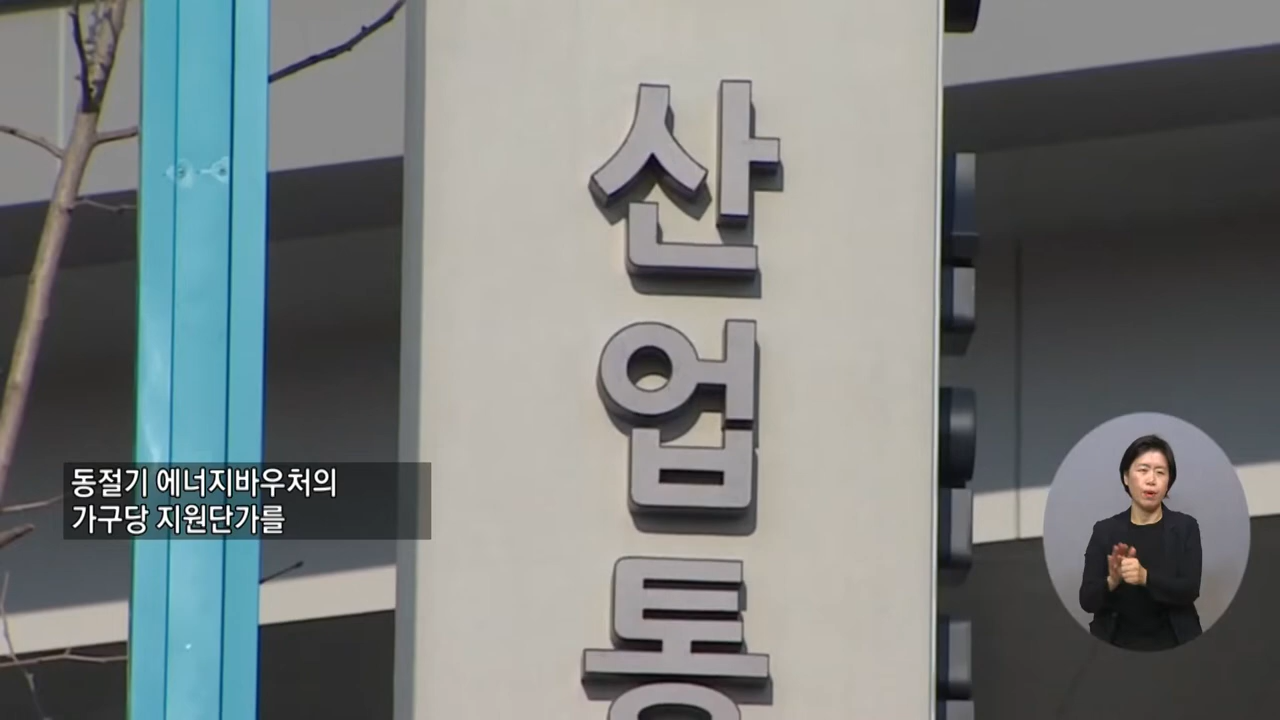 산업통
동절기 에너지바우처의
가구당 지원단가를